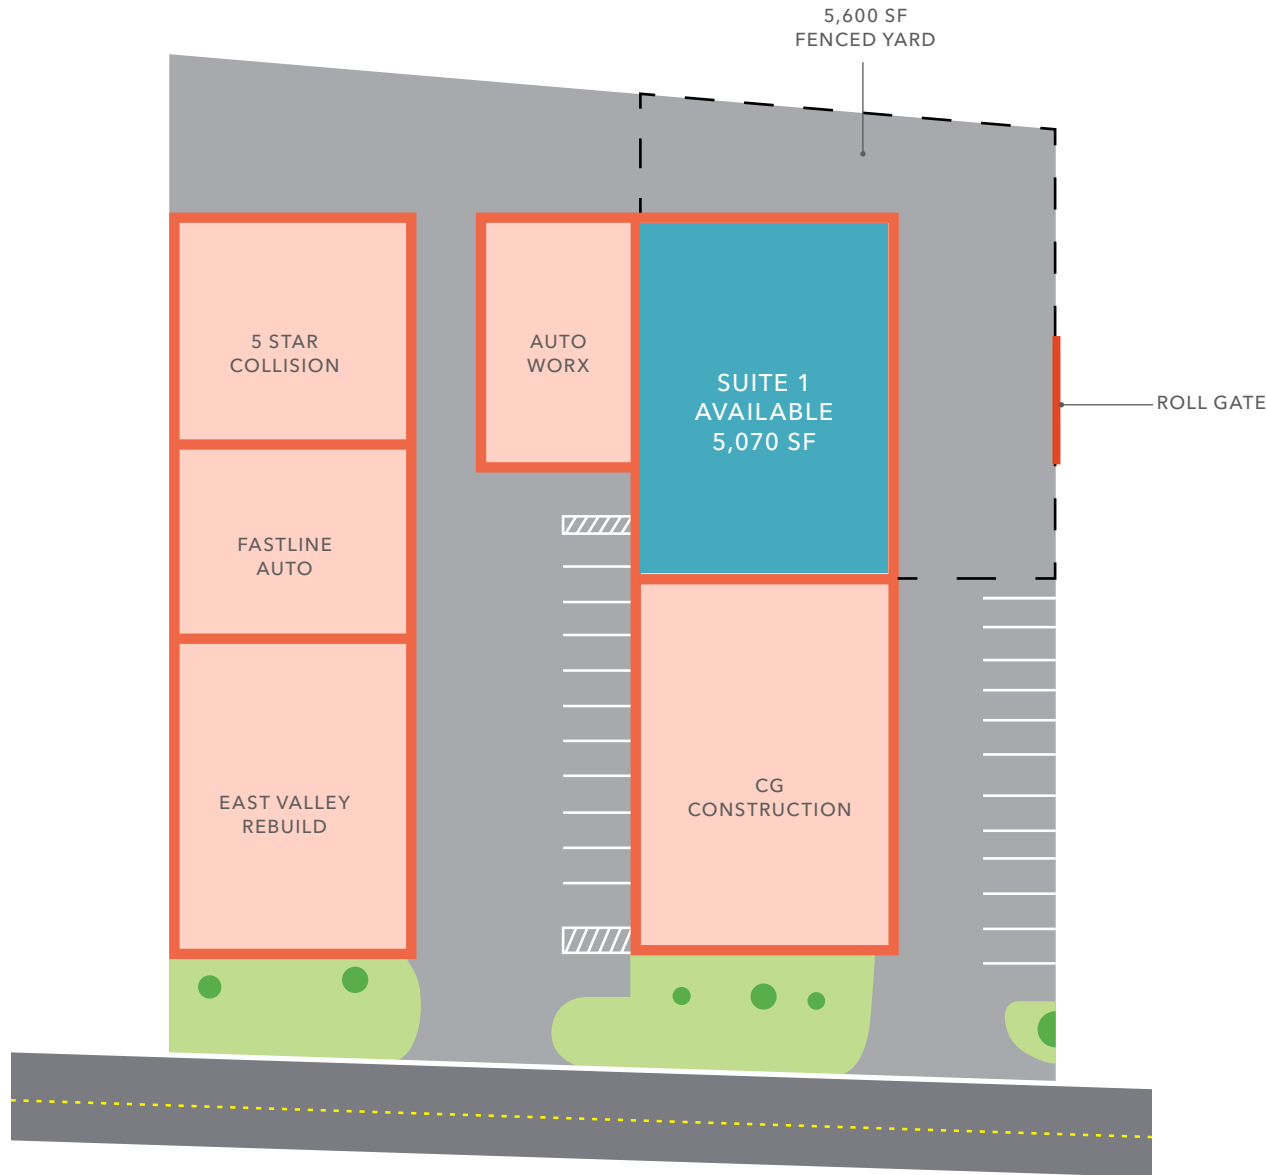 5,600 SF
FENCED YARD
5 STAR
COLLISION
AUTO
WORX
SUITE 1
AVAILABLE
5,070 SF
ROLL GATE
FASTLINE
AUTO
EAST VALLEY
REBUILD
CG
CONSTRUCTION